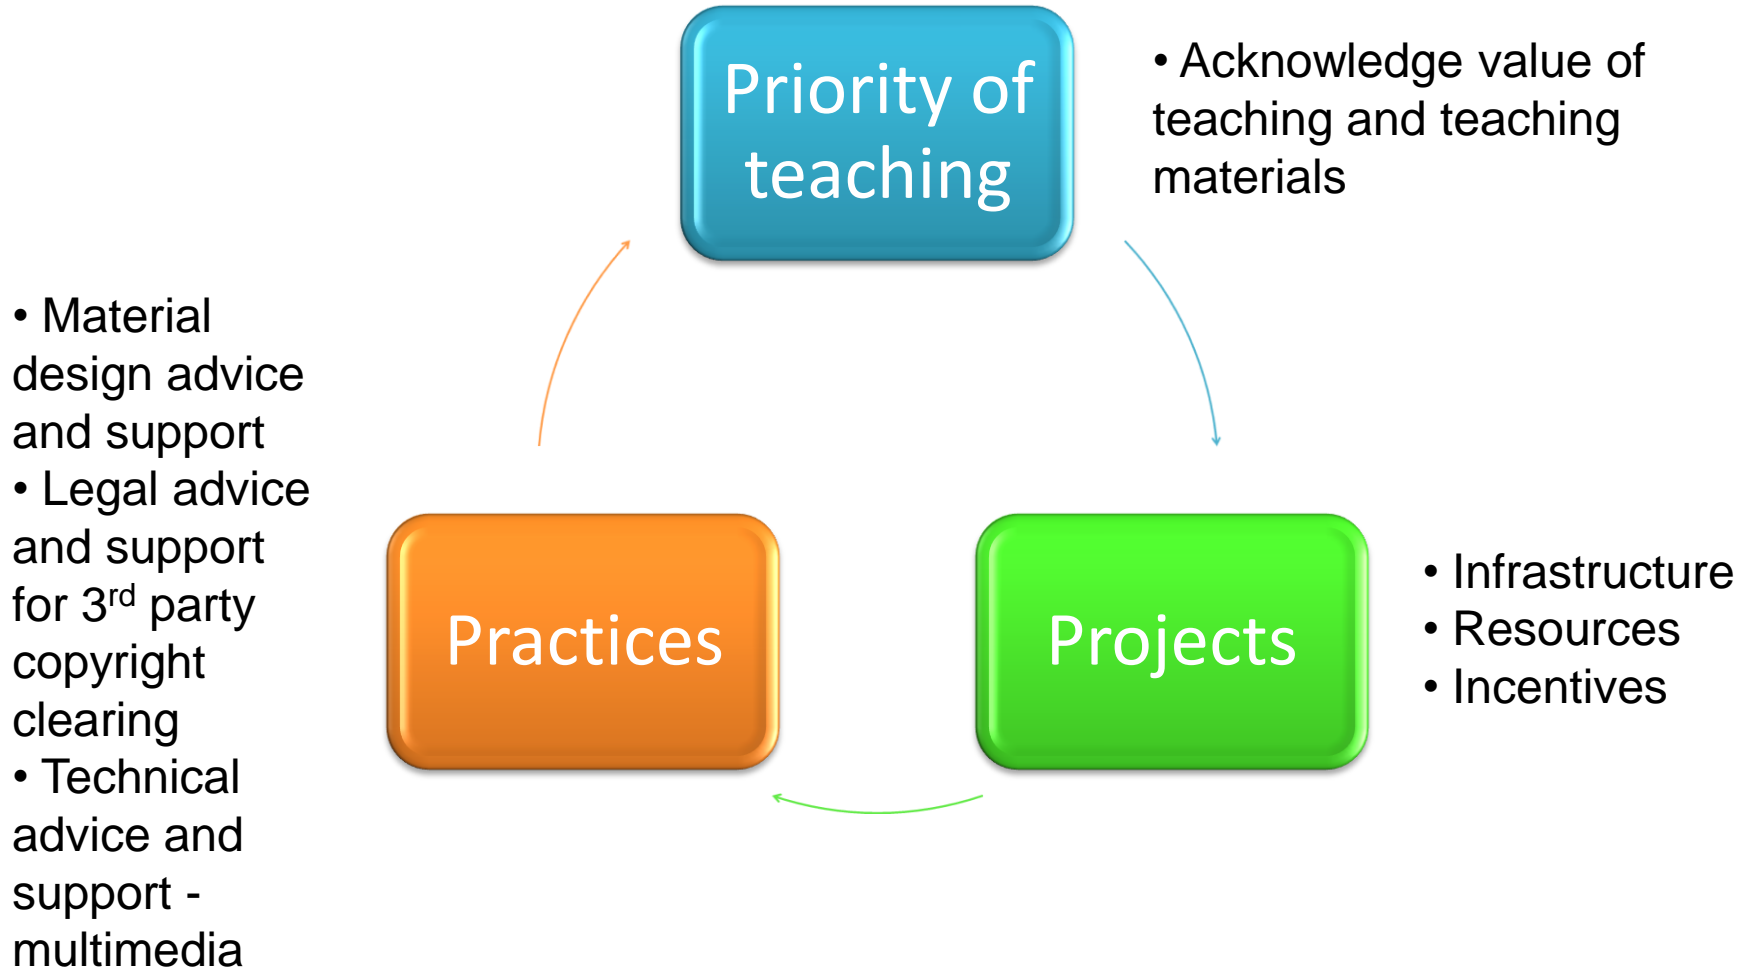 Priority of
teaching
• Acknowledge value of
teaching and teaching
materials
• Material
design advice
and support
• Legal advice
and support
for 3rd party
copyright
clearing
• Technical
advice and
support -
multimedia
Practices
Projects
• Infrastructure
• Resources
• Incentives